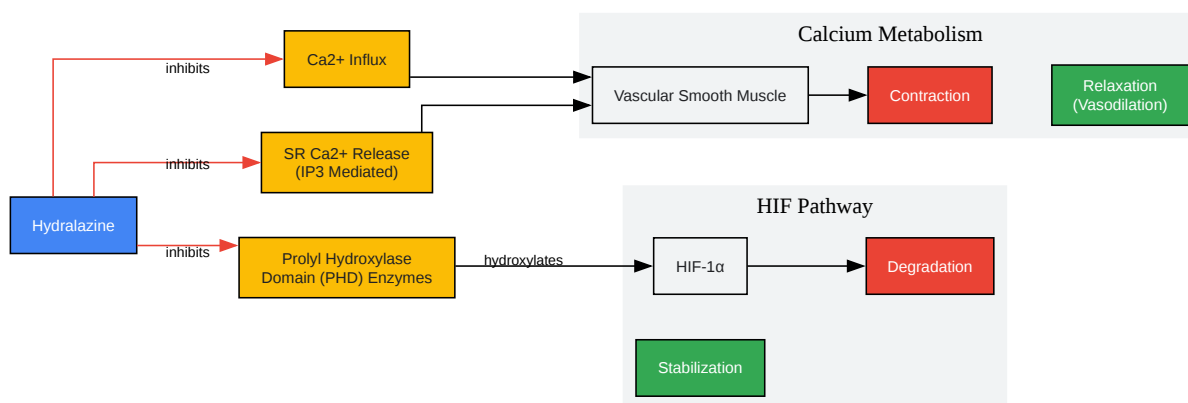 Calcium Metabolism
Ca2+ Influx
inhibits
Vascular Smooth Muscle
Contraction
Relaxation
(Vasodilation)
SR Ca2+ Release
(IP3 Mediated)
inhibits
Hydralazine
HIF Pathway
inhibits
Prolyl Hydroxylase
Domain (PHD) Enzymes
hydroxylates
HIF-1α
Degradation
Stabilization